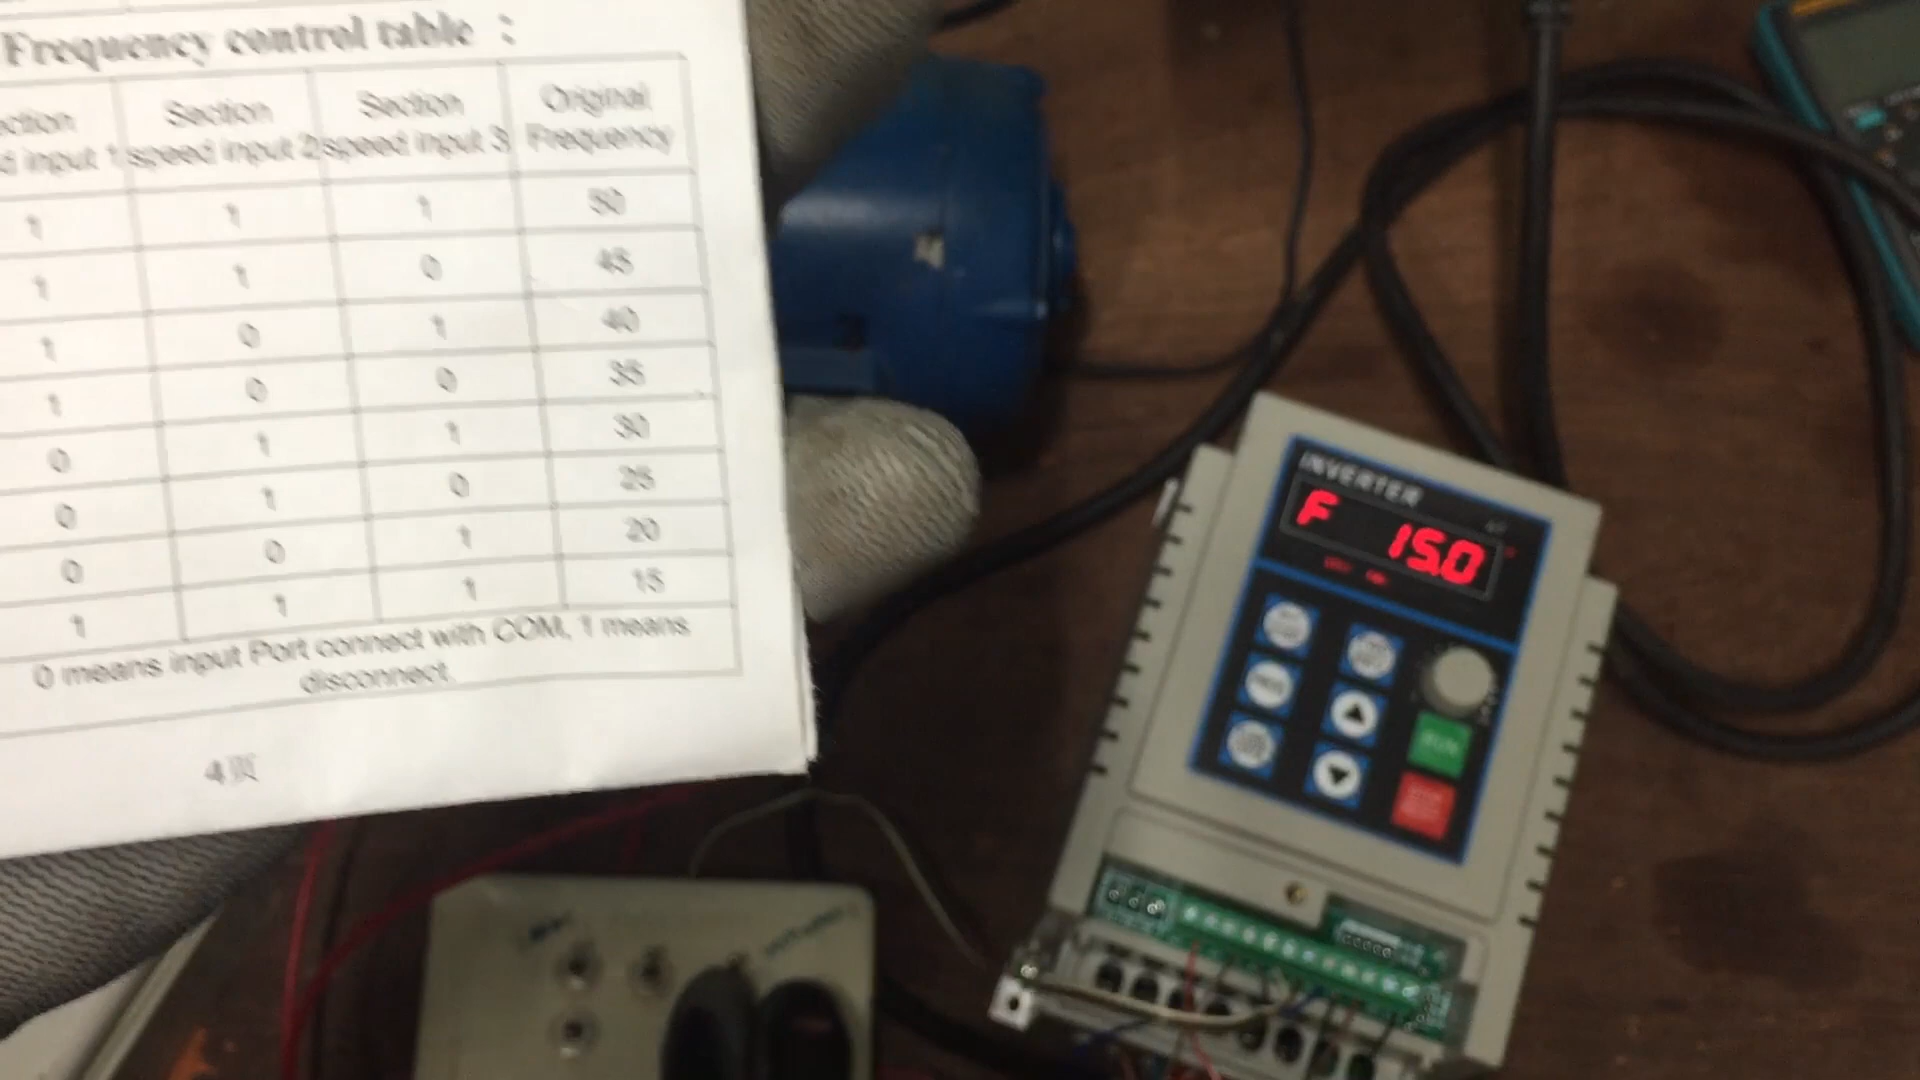 Frequency control table :
Section Section Original
input 1 speed input 2 speed input 3 Frequency
1 1 1 50
1 1 0 45
1 0 1 40
1 0 0 35
0 1 1 30
0 1 0 25
0 0 1 20
1 1 1 15
0 means input Port connect with COM, 1 means
disconnect.
4页
INVERTER
F 15.0
RUN